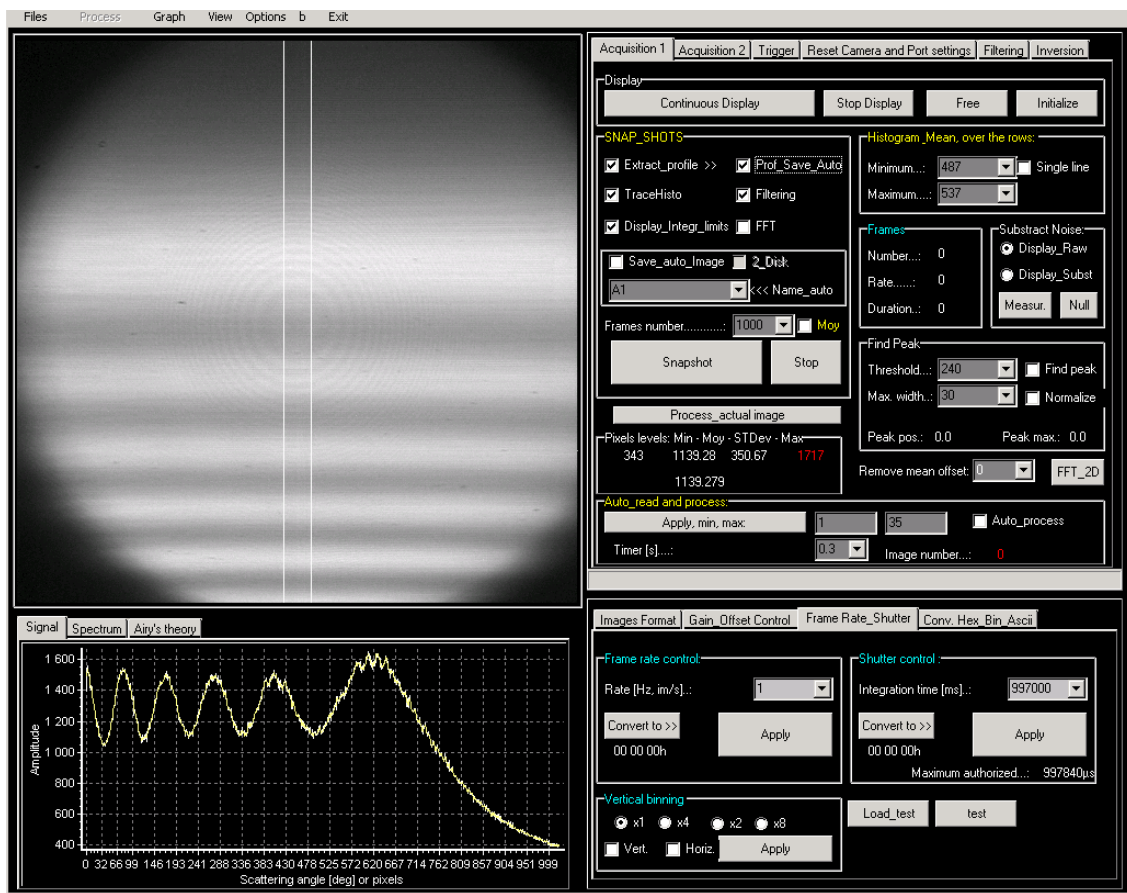 Files Process Graph View Options b Exit
Acquisition 1 Acquisition 2 Trigger Reset Camera and Port settings Filtering Inversion
Display
Continuous Display Stop Display Free Initialize
SNAP_SHOTS
Extract_profile >> Prof_Save_Auto
TraceHisto Filtering
Display_Integr_limits FFT
Save_auto_Image 2_Disk
A1 <<< Name_auto
Frames number............: 1000 Moy
Snapshot Stop
Process_actual image
Pixels levels: Min - Moy - STDev - Max
343 1139.28 350.67 1717
1139.279
Histogram_Mean, over the rows:
Minimum...: 487 Single line
Maximum....: 537
Frames
Number...: 0
Rate......: 0
Duration..: 0
Substract Noise:
Display_Raw
Display_Subst
Measur. Null
Find Peak
Threshold...: 240 Find peak
Max. width..: 30 Normalize
Peak pos.: 0.0 Peak max.: 0.0
Remove mean offset: 0 FFT_2D
Auto_read and process:
Apply, min, max: 1 35 Auto_process
Timer [s]....: 0.3 Image number...: 0
Signal Spectrum Airy's theory
1 600
1 400
1 200
1 000
800
600
400
Amplitude
0 32 66 99 146 193 241 288 336 383 430 478 525 572 620 667 714 762 809 857 904 951 999
Scattering angle [deg] or pixels
Images Format Gain_Offset Control Frame Rate_Shutter Conv. Hex_Bin_Ascii
Frame rate control:
Rate [Hz, im/s]..: 1
Convert to >> Apply
00 00 00h
Shutter control :
Integration time [ms]..: 997000
Convert to >> Apply
00 00 00h
Maximum authorized...: 997840µs
Vertical binning
x1 x4 x2 x8
Vert. Horiz. Apply
Load_test test